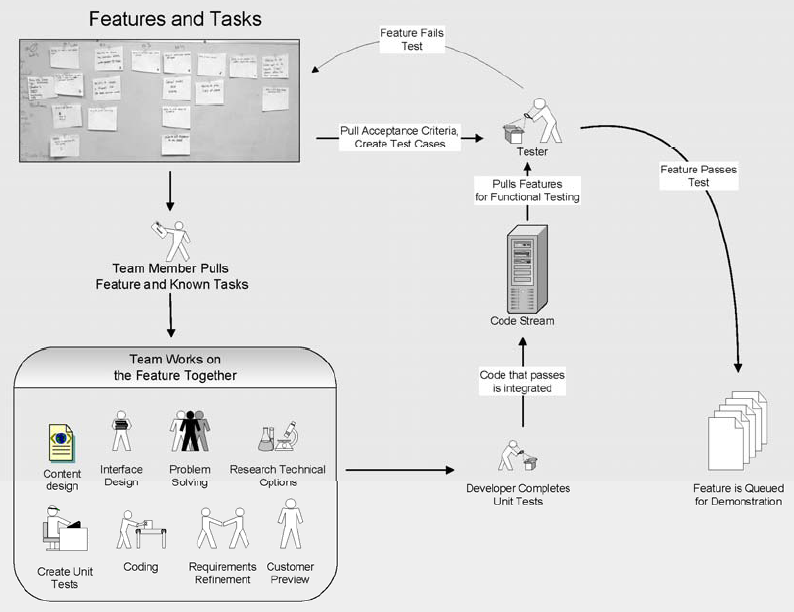 Features and Tasks
Feature Fails
Test
Pull Acceptance Criteria,
Create Test Cases
Tester
Feature Passes
Test
Pulls Features
for Functional Testing
Team Member Pulls
Feature and Known Tasks
Code Stream
Team Works on
the Feature Together
Code that passes
is integrated
Content
design
Interface
Design
Problem
Solving
Research Technical
Options
Developer Completes
Unit Tests
Feature is Queued
for Demonstration
Create Unit
Tests
Coding
Requirements
Refinement
Customer
Preview